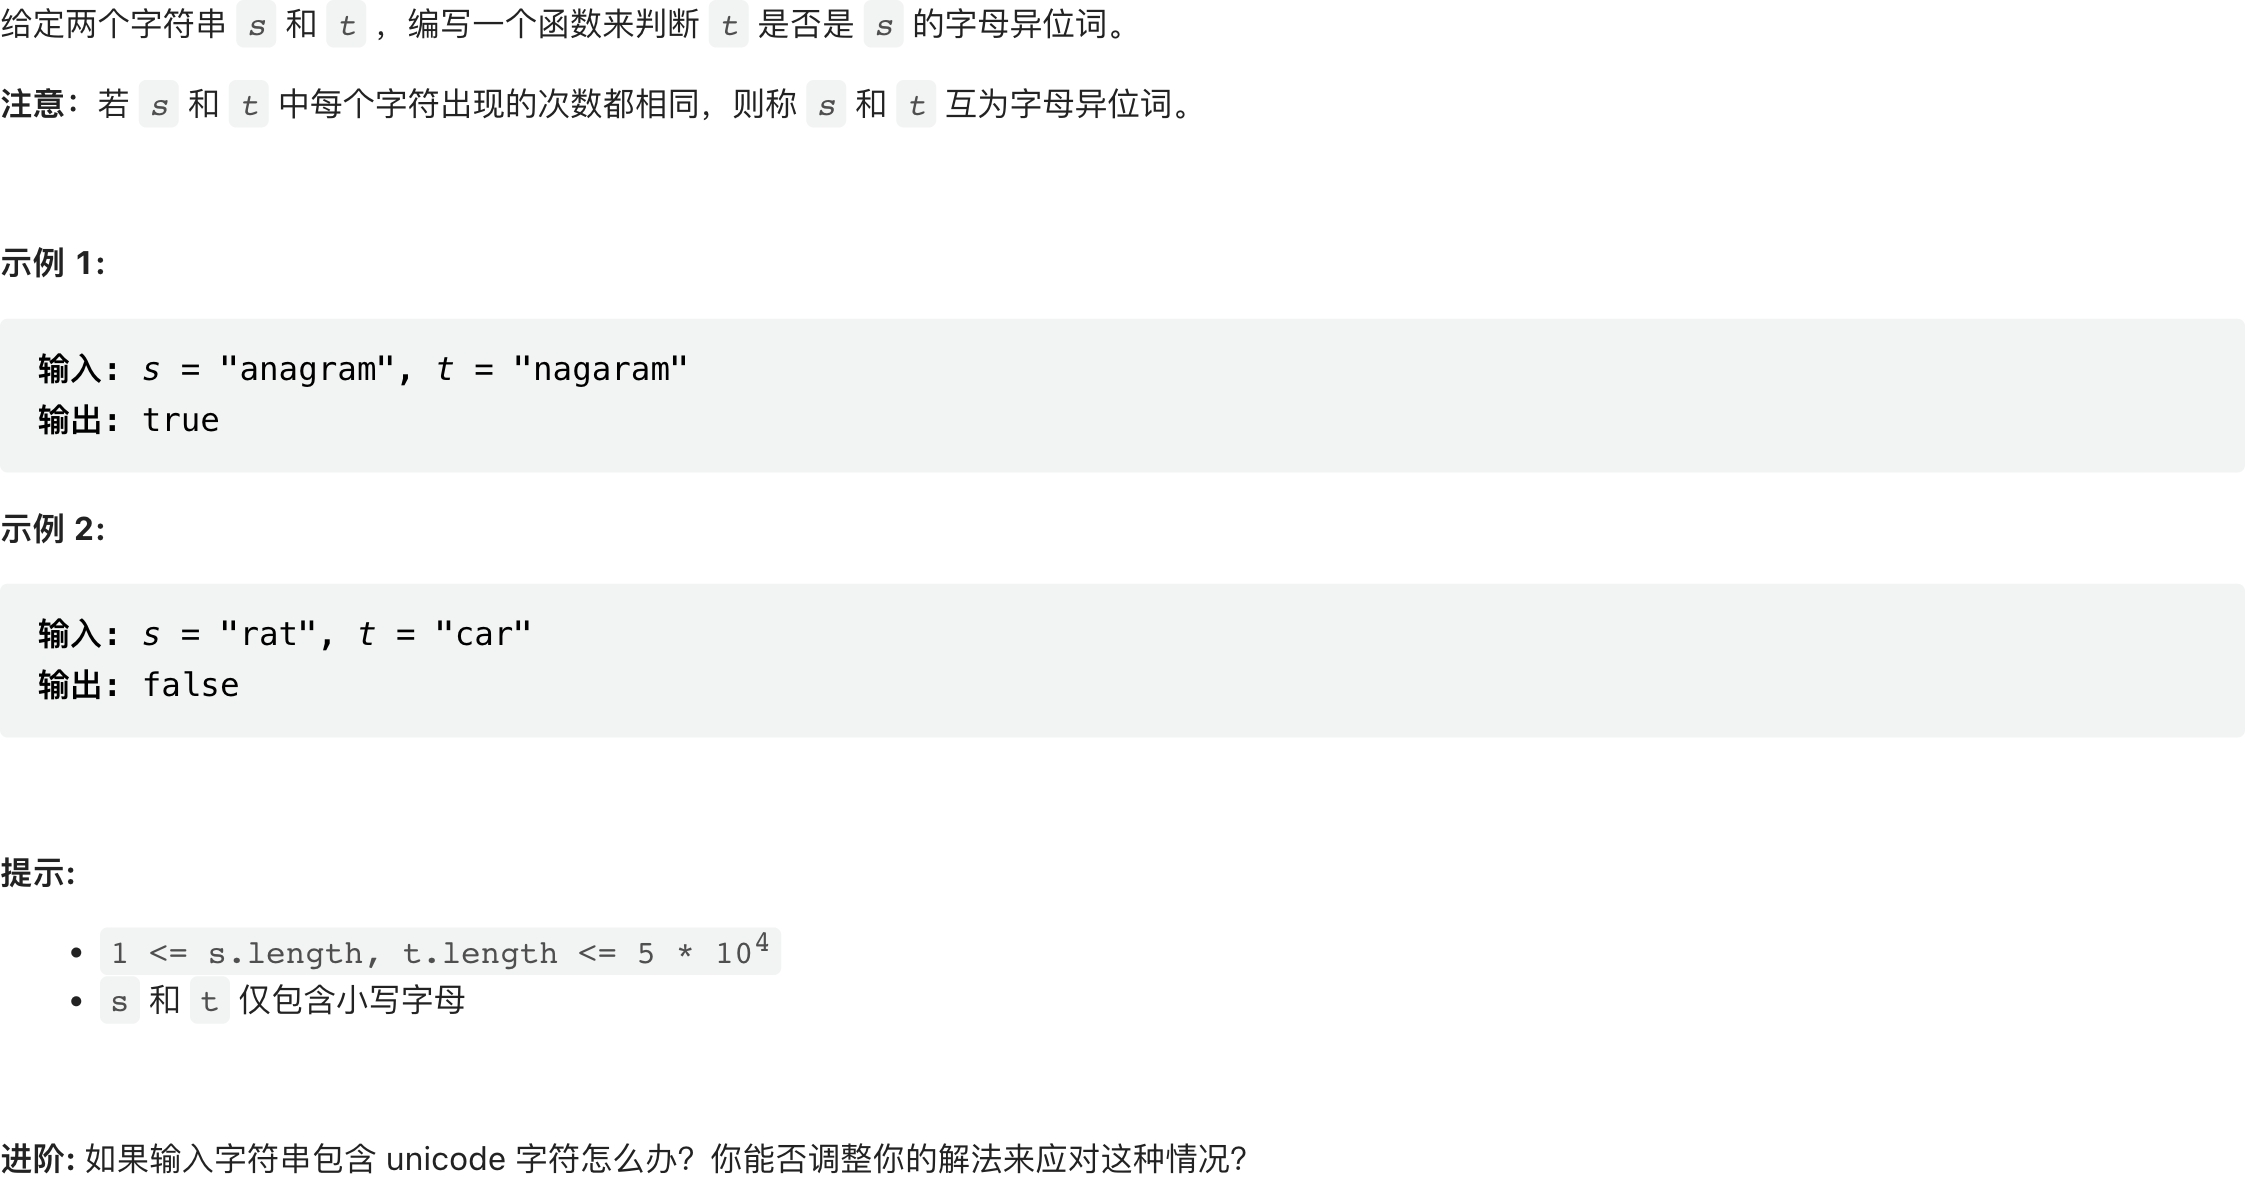 给定两个字符串 s 和 t ，编写一个函数来判断 t 是否是 s 的字母异位词。
注意：若 s 和 t 中每个字符出现的次数都相同，则称 s 和 t 互为字母异位词。
示例 1:
输入: s = "anagram", t = "nagaram"
输出: true
示例 2:
输入: s = "rat", t = "car"
输出: false
提示:
• 1 <= s.length, t.length <= 5 * 10⁴
• s 和 t 仅包含小写字母
进阶: 如果输入字符串包含 unicode 字符怎么办？你能否调整你的解法来应对这种情况？